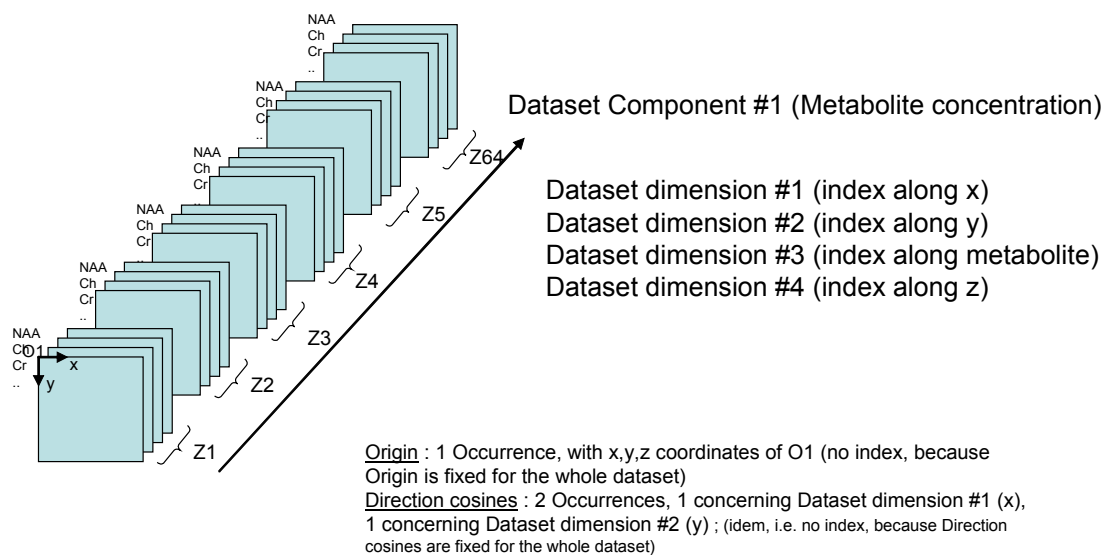 NAA
Ch
Cr
..
NAA
Ch
Cr
..
NAA
Ch
Cr
..
NAA
Ch
Cr
..
NAA
Ch
Cr
..
NAA
Ch
Cr
..
O1
x
y
Z1
Z2
Z3
Z4
Z5
Z64
Dataset Component #1 (Metabolite concentration)
Dataset dimension #1 (index along x)
Dataset dimension #2 (index along y)
Dataset dimension #3 (index along metabolite)
Dataset dimension #4 (index along z)
Origin : 1 Occurrence, with x,y,z coordinates of O1 (no index, because
Origin is fixed for the whole dataset)
Direction cosines : 2 Occurrences, 1 concerning Dataset dimension #1 (x),
1 concerning Dataset dimension #2 (y) ; (idem, i.e. no index, because Direction
cosines are fixed for the whole dataset)